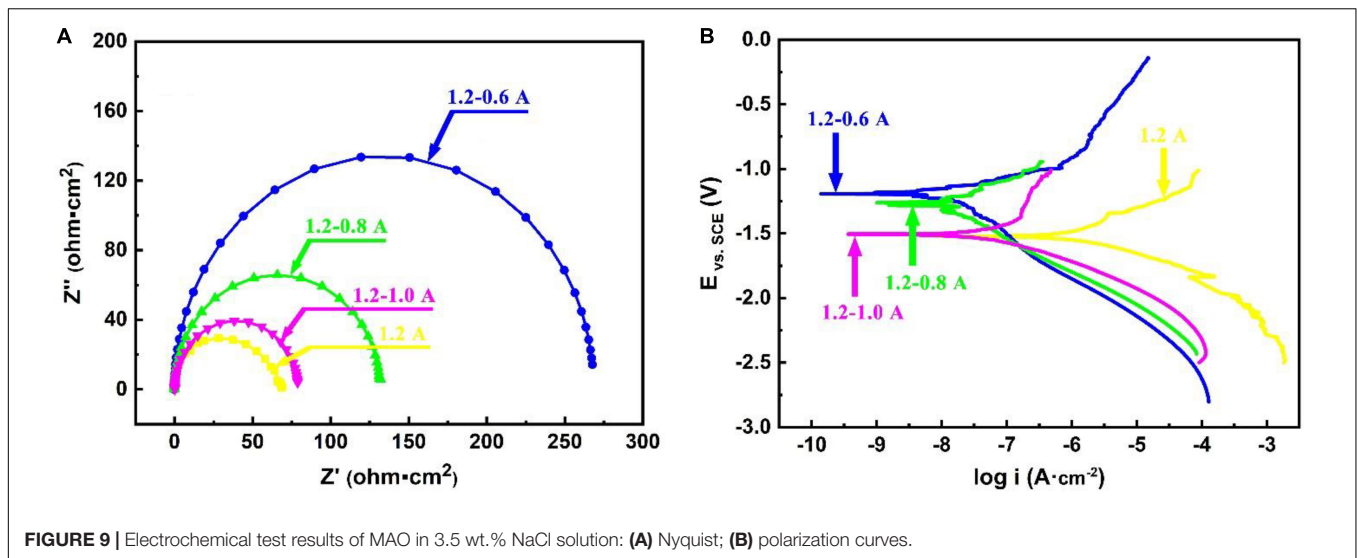 A
200
160
120
80
40
0
Z'' (ohm▪cm2)
1.2-0.6 A
1.2-0.8 A
1.2-1.0 A
1.2 A
0 50 100 150 200 250 300
Z' (ohm▪cm2)
B
0.0
-0.5
-1.0
-1.5
-2.0
-2.5
-3.0
E vs. SCE (V)
1.2-0.6 A
1.2 A
1.2-0.8 A
1.2-1.0 A
-10 -9 -8 -7 -6 -5 -4 -3
log i (A·cm-2)
FIGURE 9 | Electrochemical test results of MAO in 3.5 wt.% NaCl solution: (A) Nyquist; (B) polarization curves.